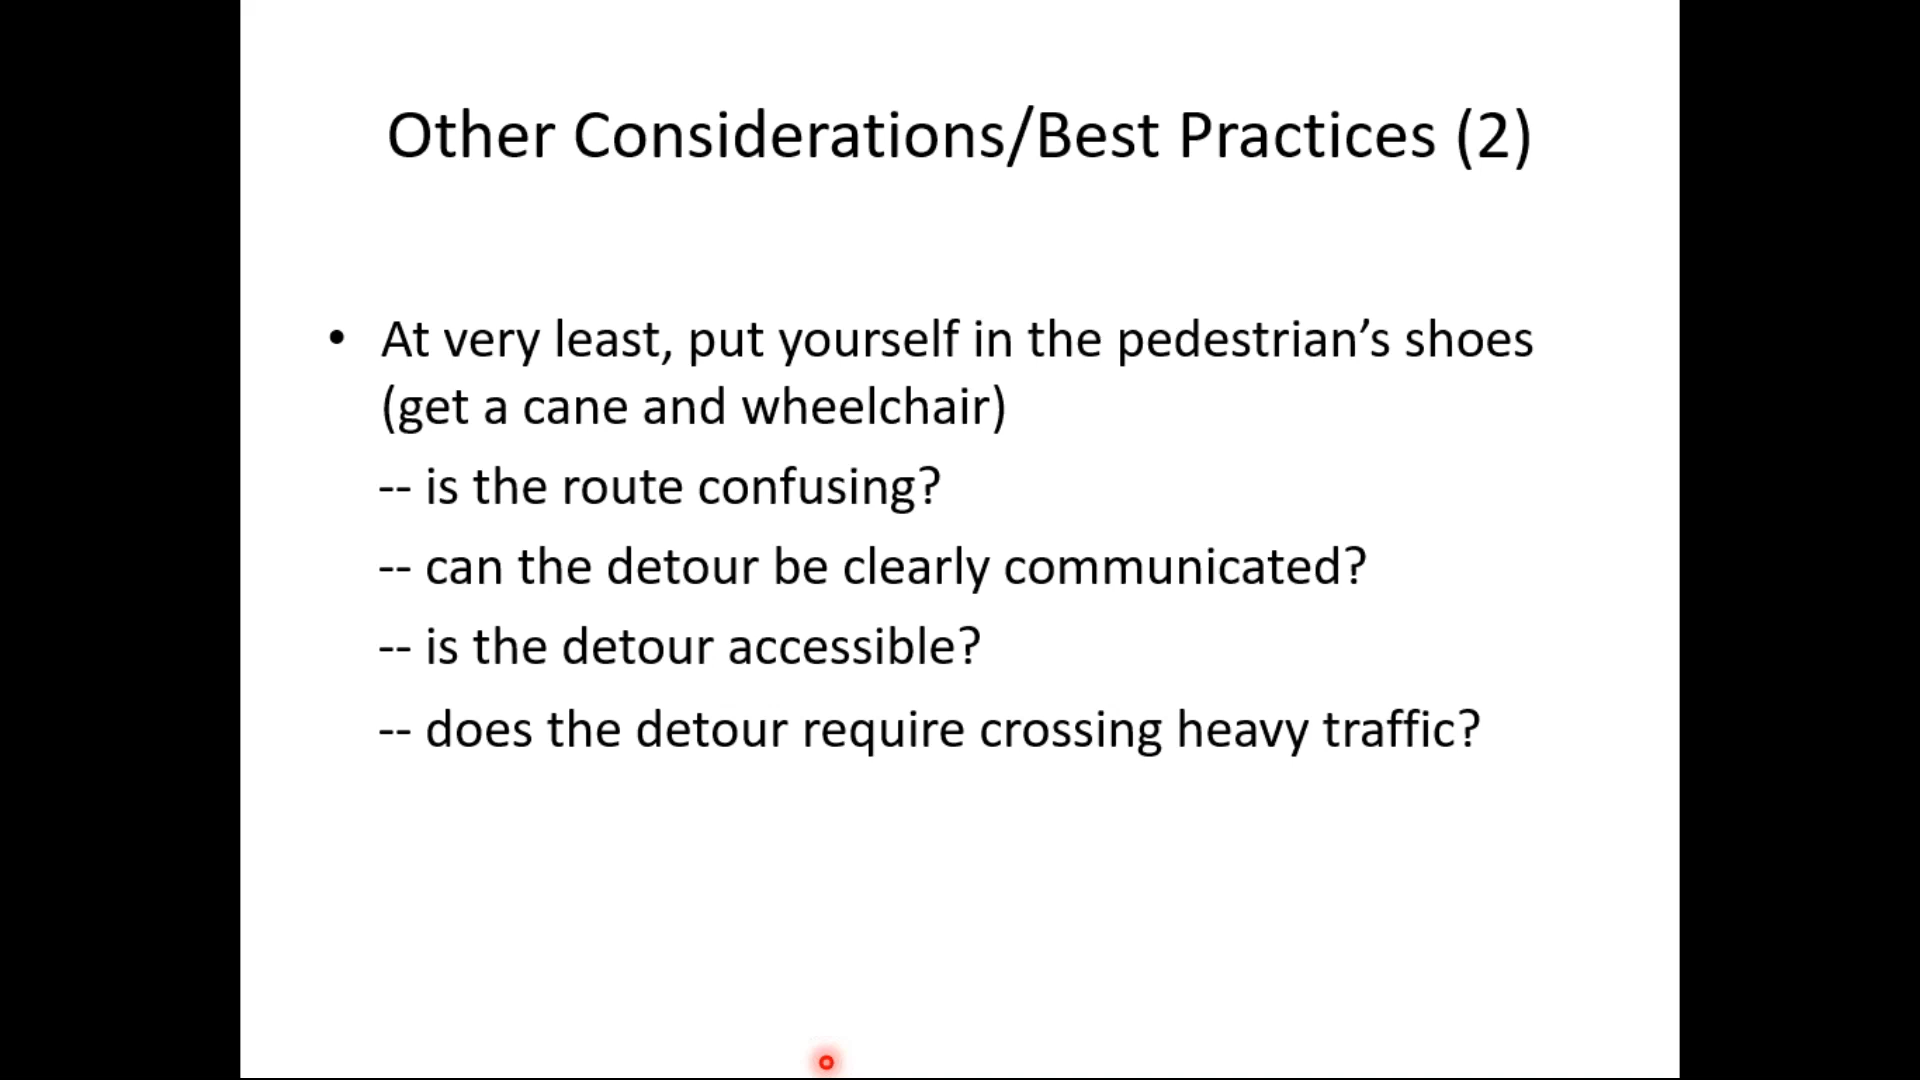 Other Considerations/Best Practices (2)
• At very least, put yourself in the pedestrian’s shoes
(get a cane and wheelchair)
-- is the route confusing?
-- can the detour be clearly communicated?
-- is the detour accessible?
-- does the detour require crossing heavy traffic?